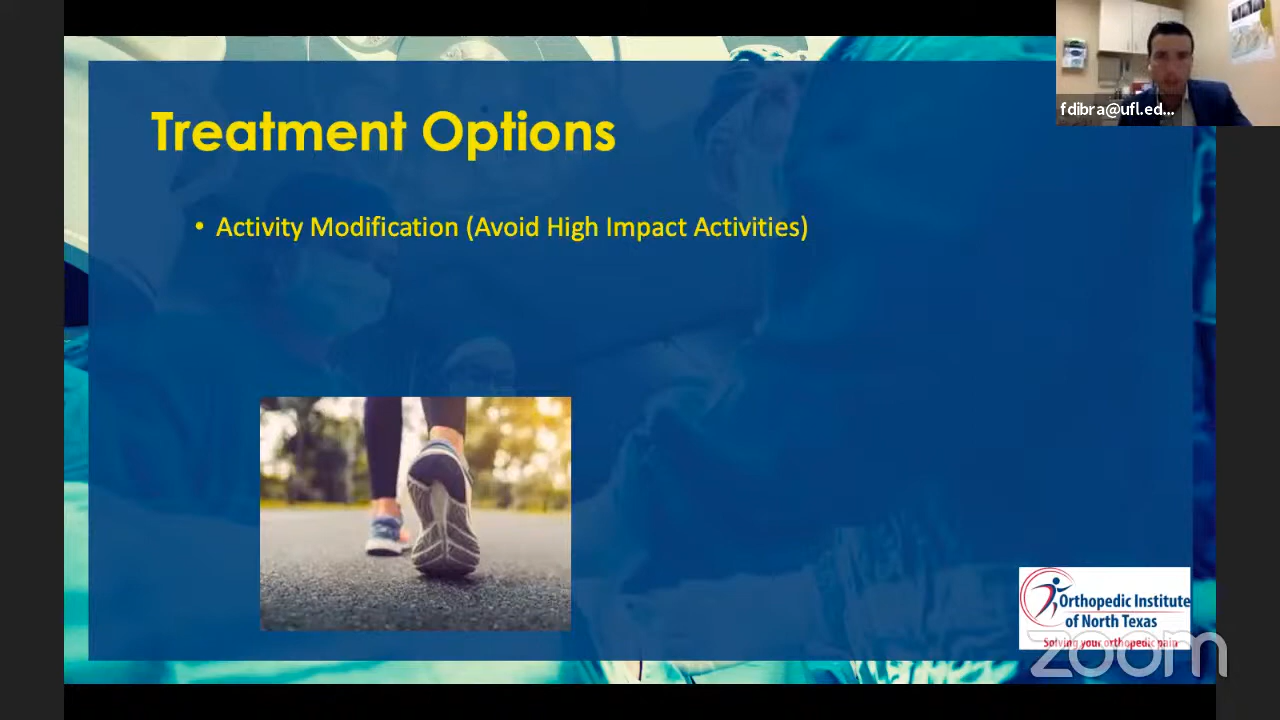 fdibra@ufl.ed...
Treatment Options
• Activity Modification (Avoid High Impact Activities)
Orthopedic Institute
of North Texas
Solving your orthopedic pain
zoom